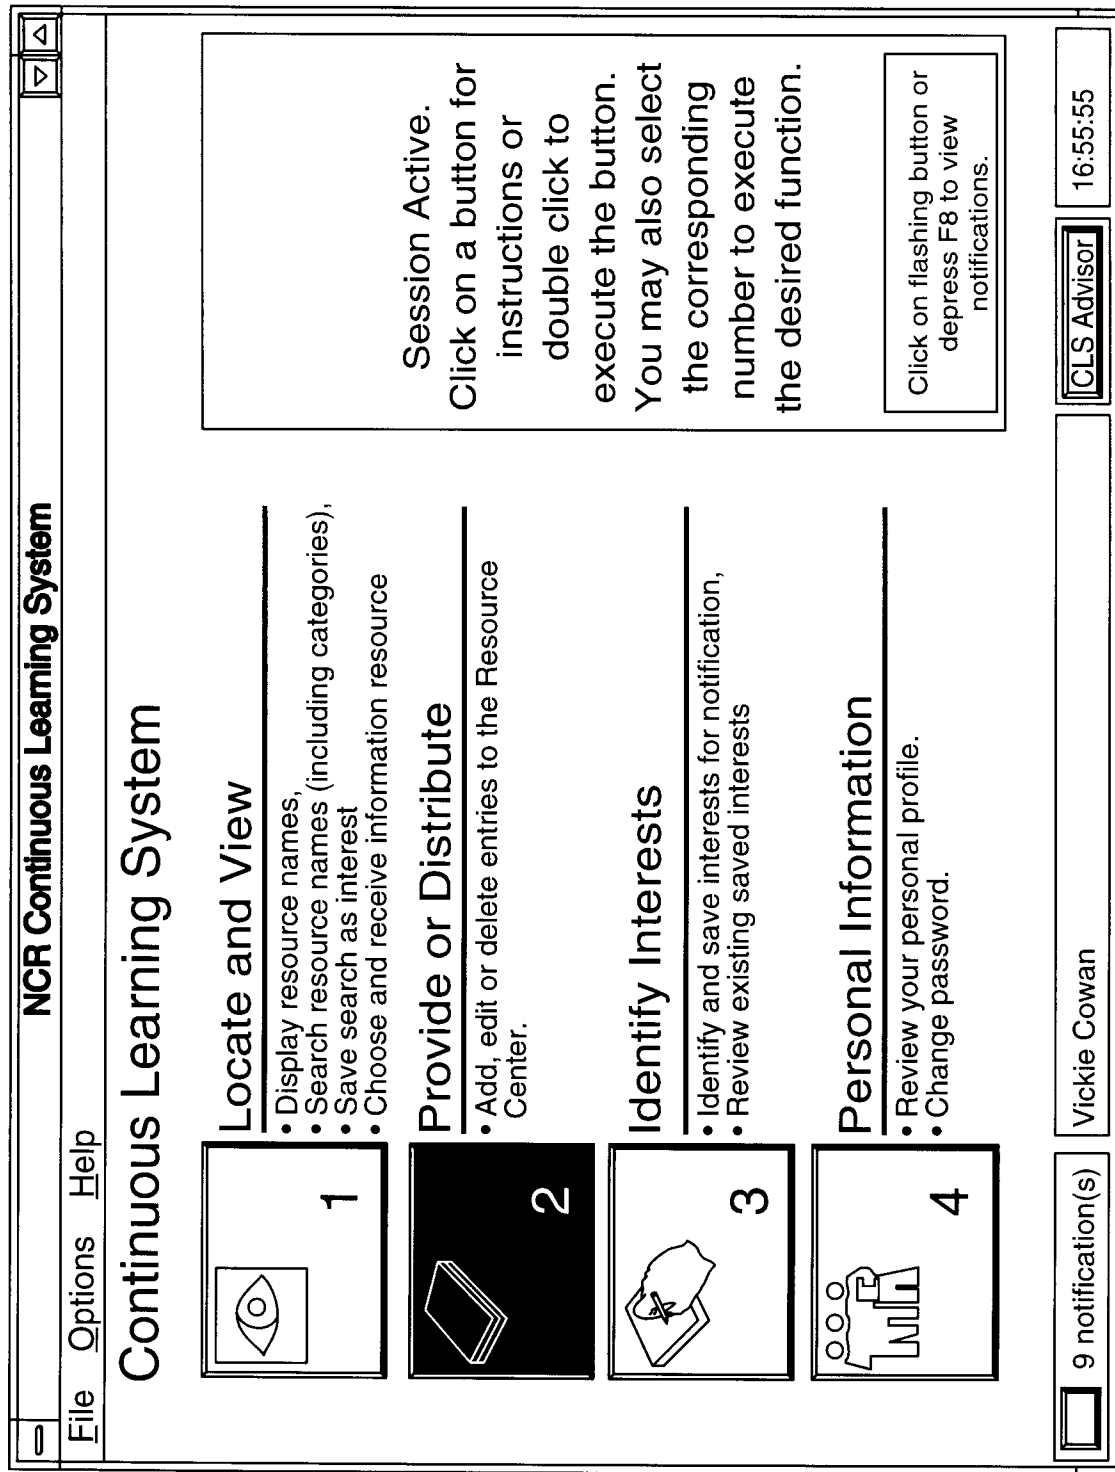 NCR Continuous Learning System
File Options Help
Continuous Learning System
1
Locate and View
• Display resource names,
• Search resource names (including categories),
• Save search as interest
• Choose and receive information resource
2
Provide or Distribute
• Add, edit or delete entries to the Resource
Center.
3
Identify Interests
• Identify and save interests for notification,
• Review existing saved interests
4
Personal Information
• Review your personal profile.
• Change password.
Session Active.
Click on a button for
instructions or
double click to
execute the button.
You may also select
the corresponding
number to execute
the desired function.
Click on flashing button or
depress F8 to view
notifications.
9 notification(s)
Vickie Cowan
CLS Advisor
16:55:55